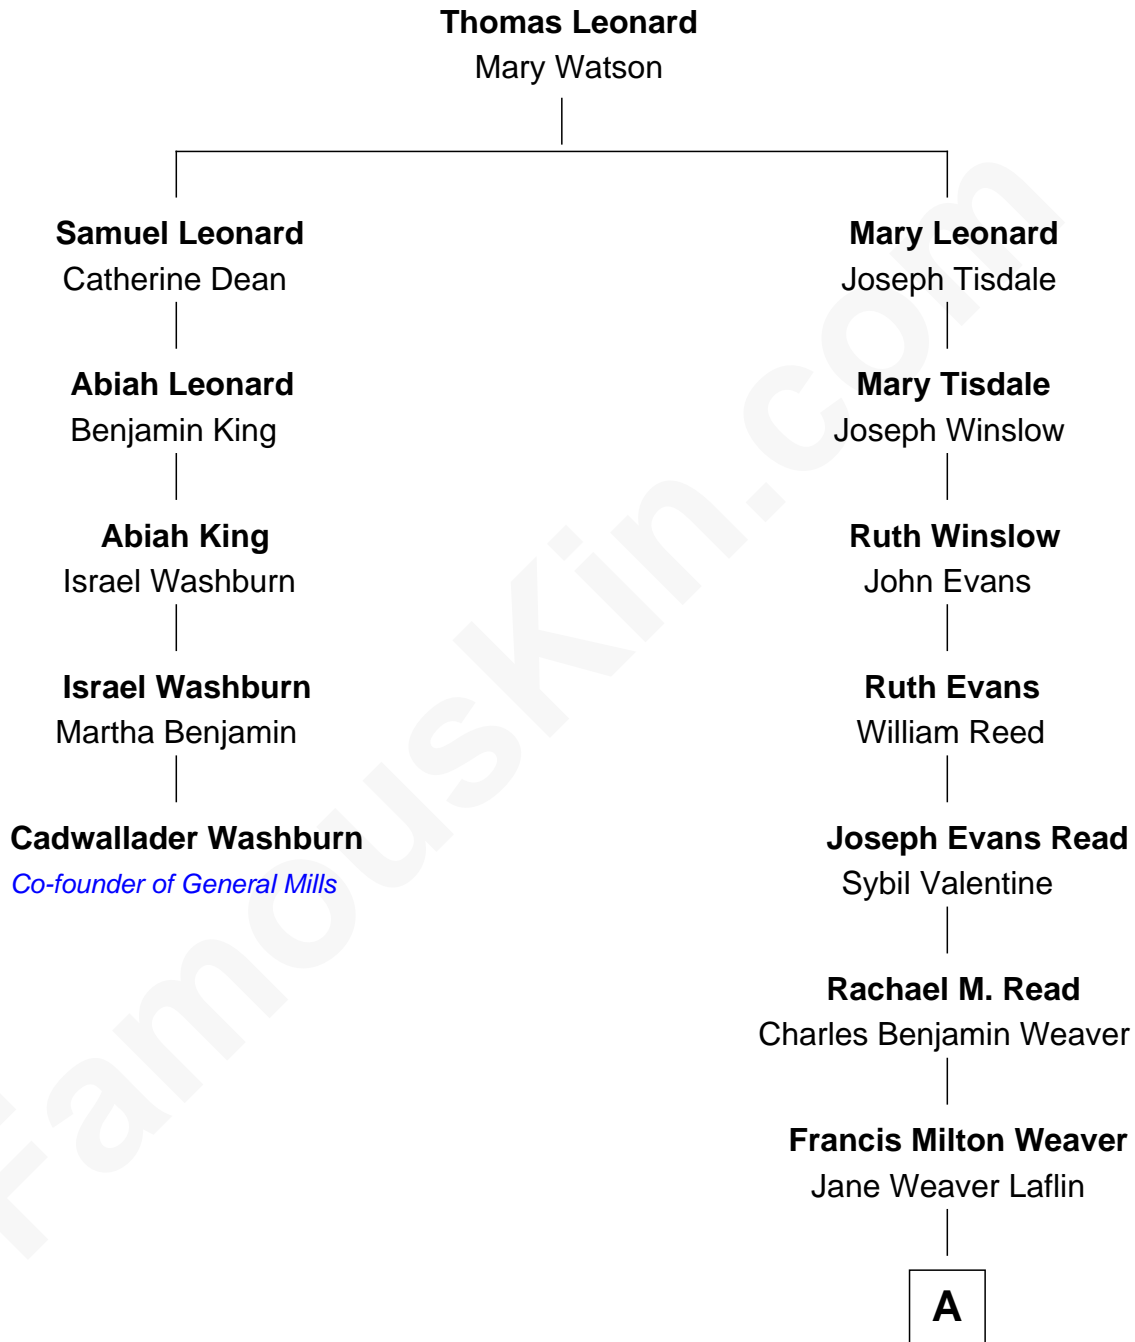 Thomas Leonard
Mary Watson
Samuel Leonard
Catherine Dean
Mary Leonard
Joseph Tisdale
Abiah Leonard
Benjamin King
Mary Tisdale
Joseph Winslow
Abiah King
Israel Washburn
Ruth Winslow
John Evans
Israel Washburn
Martha Benjamin
Ruth Evans
William Reed
Cadwallader Washburn
Co-founder of General Mills
Joseph Evans Read
Sybil Valentine
Rachael M. Read
Charles Benjamin Weaver
Francis Milton Weaver
Jane Weaver Laflin
A
FamousKin.com